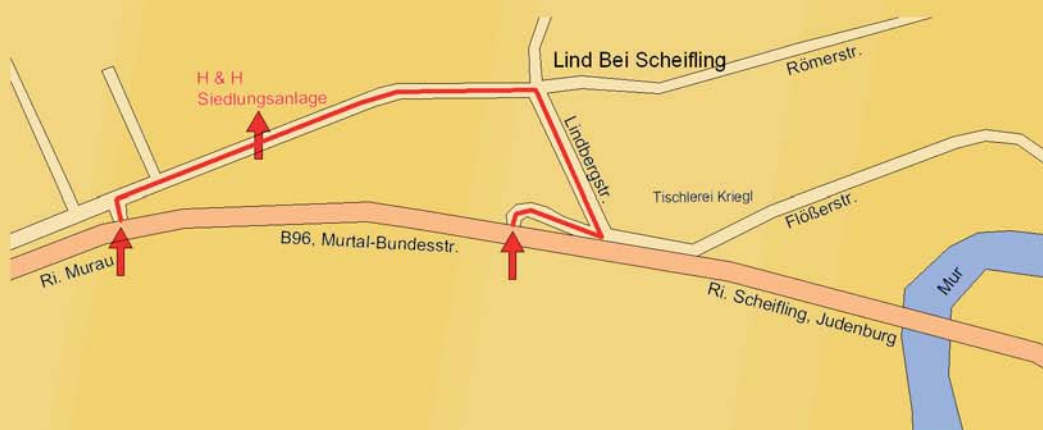 Lind Bei Scheifling
Römerstr.
H & H
Siedlungsanlage
Lindbergstr.
Tischlerei Kriegl
Flößerstr.
B96, Murtal-Bundesstr.
Ri. Murau
Ri. Scheifling, Judenburg
Mur